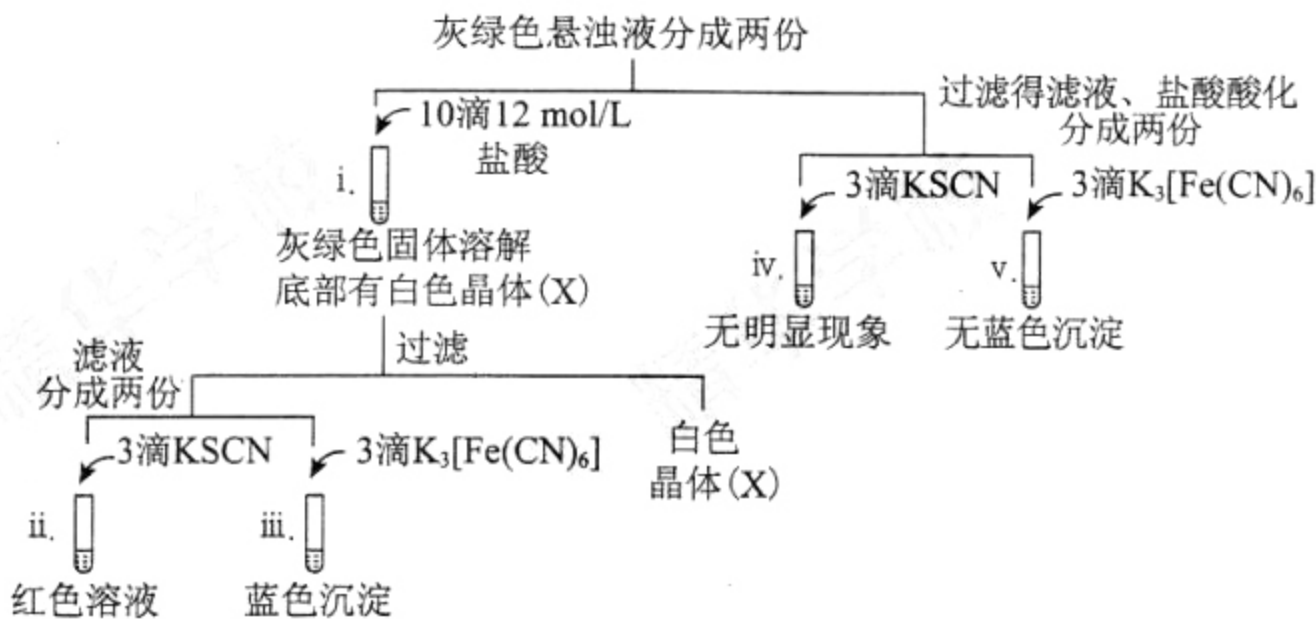 灰绿色悬浊液分成两份
10滴12 mol/L
盐酸
过滤得滤液、盐酸酸化
分成两份
i.
3滴KSCN
3滴K₃[Fe(CN)₆]
灰绿色固体溶解
底部有白色晶体(X)
iv.
v.
无明显现象
无蓝色沉淀
滤液
分成两份
过滤
3滴KSCN
3滴K₃[Fe(CN)₆]
白色
晶体(X)
ii.
iii.
红色溶液
蓝色沉淀